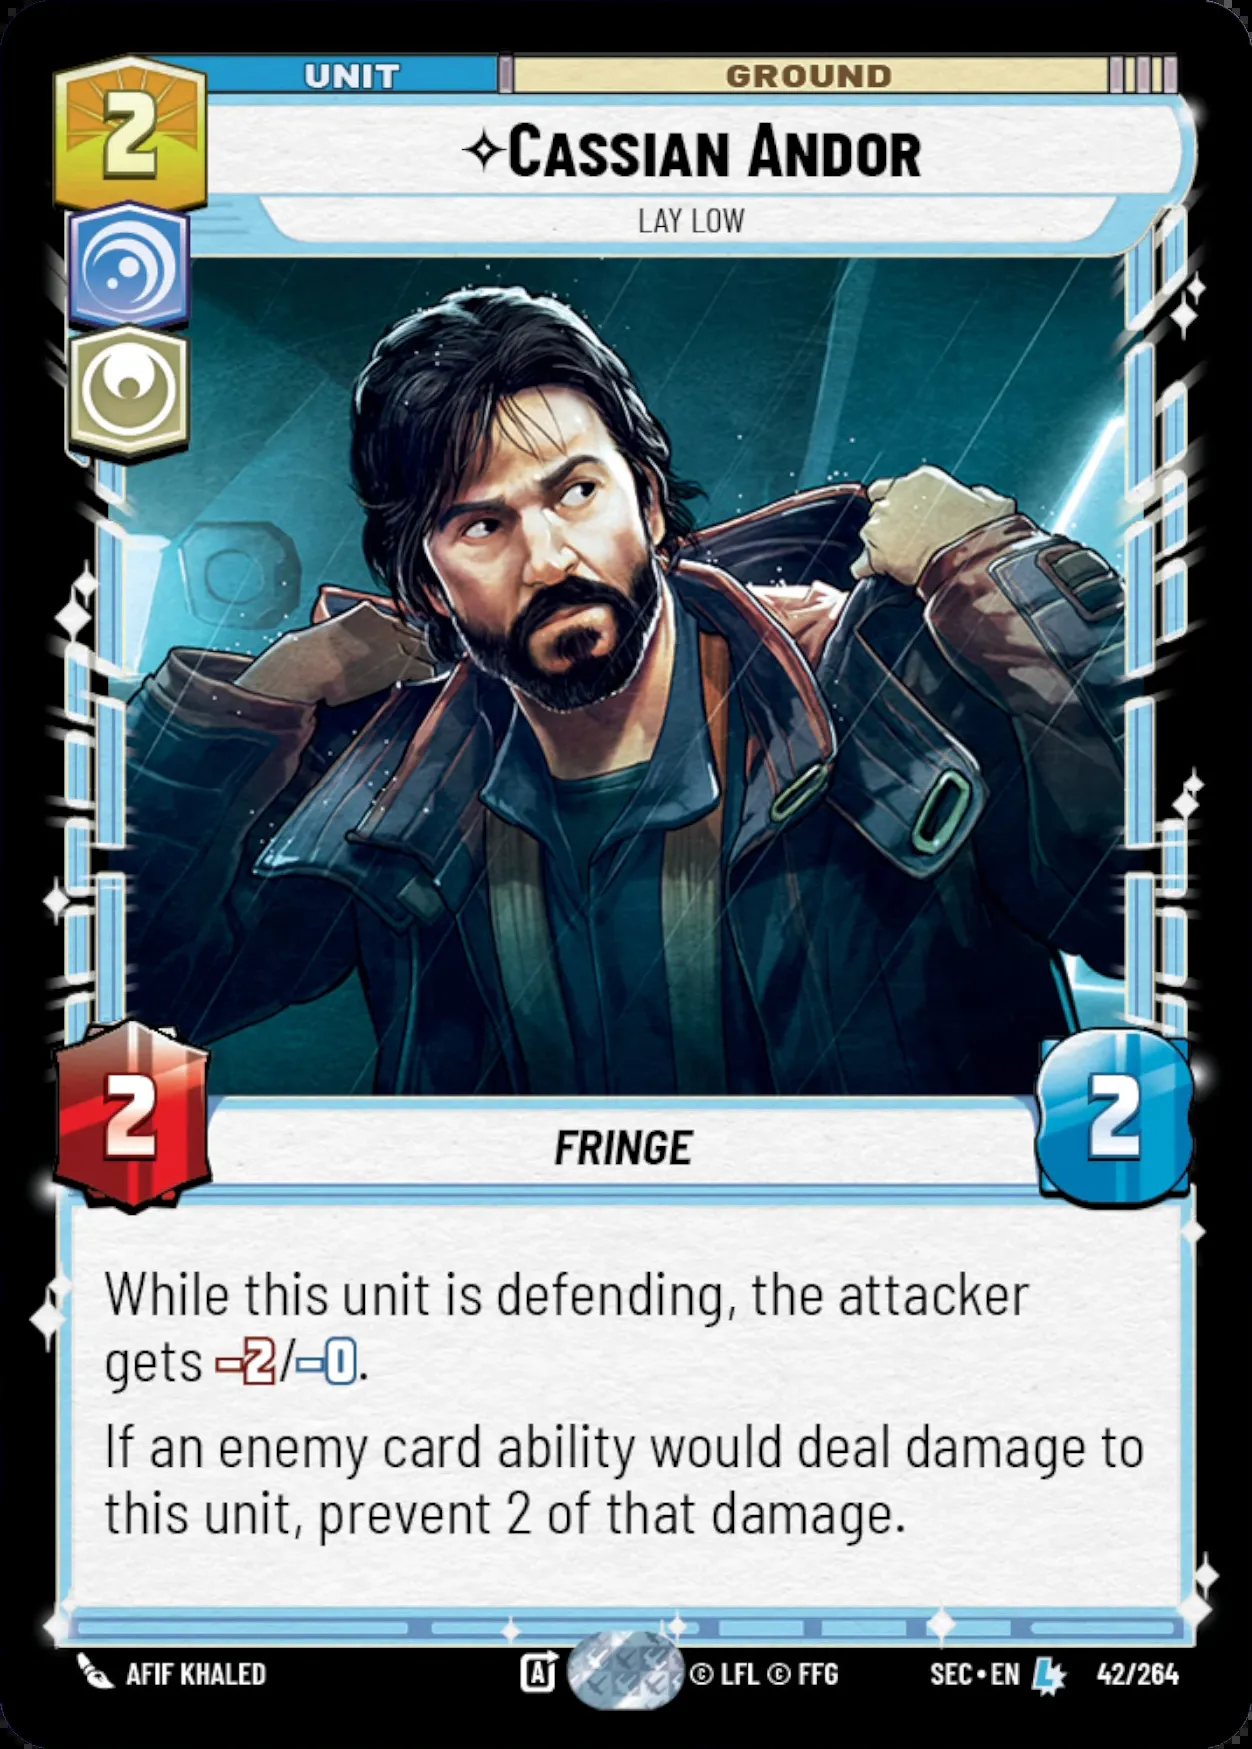 UNIT GROUND
2
✧CASSIAN ANDOR
LAY LOW
2
FRINGE
2
While this unit is defending, the attacker
gets -2/-0.
If an enemy card ability would deal damage to
this unit, prevent 2 of that damage.
AFIF KHALED A © LFL © FFG SEC • EN L 42/264